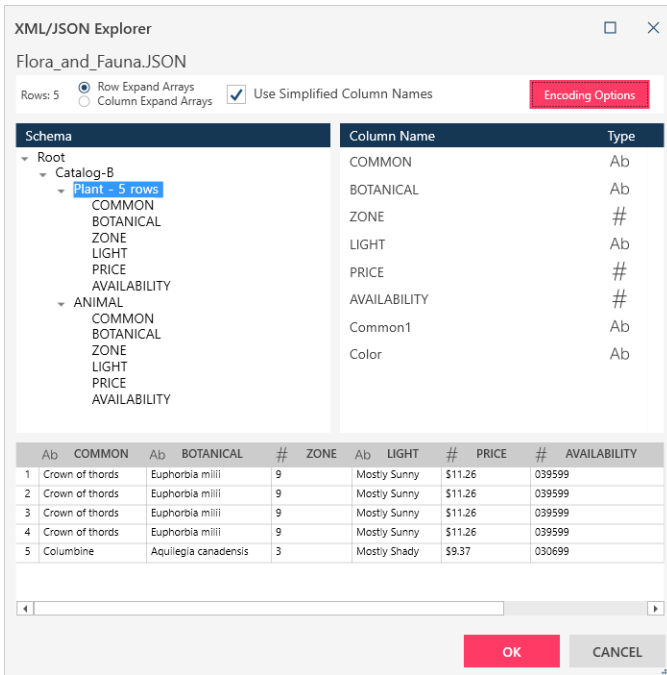 XML/JSON Explorer
Flora_and_Fauna.JSON
Rows: 5 Row Expand Arrays Column Expand Arrays Use Simplified Column Names Encoding Options
Schema
Root
Catalog-B
Plant - 5 rows
COMMON
BOTANICAL
ZONE
LIGHT
PRICE
AVAILABILITY
ANIMAL
COMMON
BOTANICAL
ZONE
LIGHT
PRICE
AVAILABILITY
Column Name Type
COMMON Ab
BOTANICAL Ab
ZONE #
LIGHT Ab
PRICE #
AVAILABILITY #
Common1 Ab
Color Ab
Ab COMMON Ab BOTANICAL # ZONE Ab LIGHT # PRICE # AVAILABILITY
1 Crown of thords Euphorbia milii 9 Mostly Sunny $11.26 039599
2 Crown of thords Euphorbia milii 9 Mostly Sunny $11.26 039599
3 Crown of thords Euphorbia milii 9 Mostly Sunny $11.26 039599
4 Crown of thords Euphorbia milii 9 Mostly Sunny $11.26 039599
5 Columbine Aquilegia canadensis 3 Mostly Shady $9.37 030699
OK CANCEL